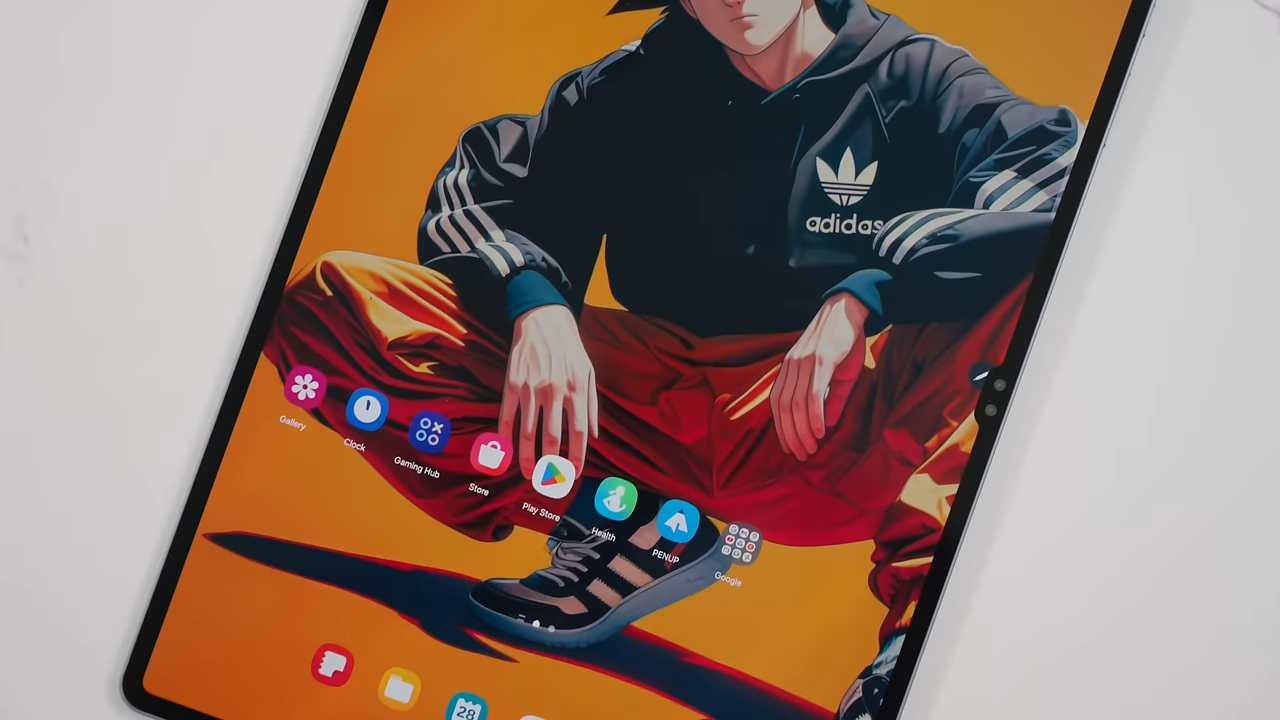 adidas
Gallery
Clock
Gaming Hub
Store
Play Store
Health
PENUP
Google
28